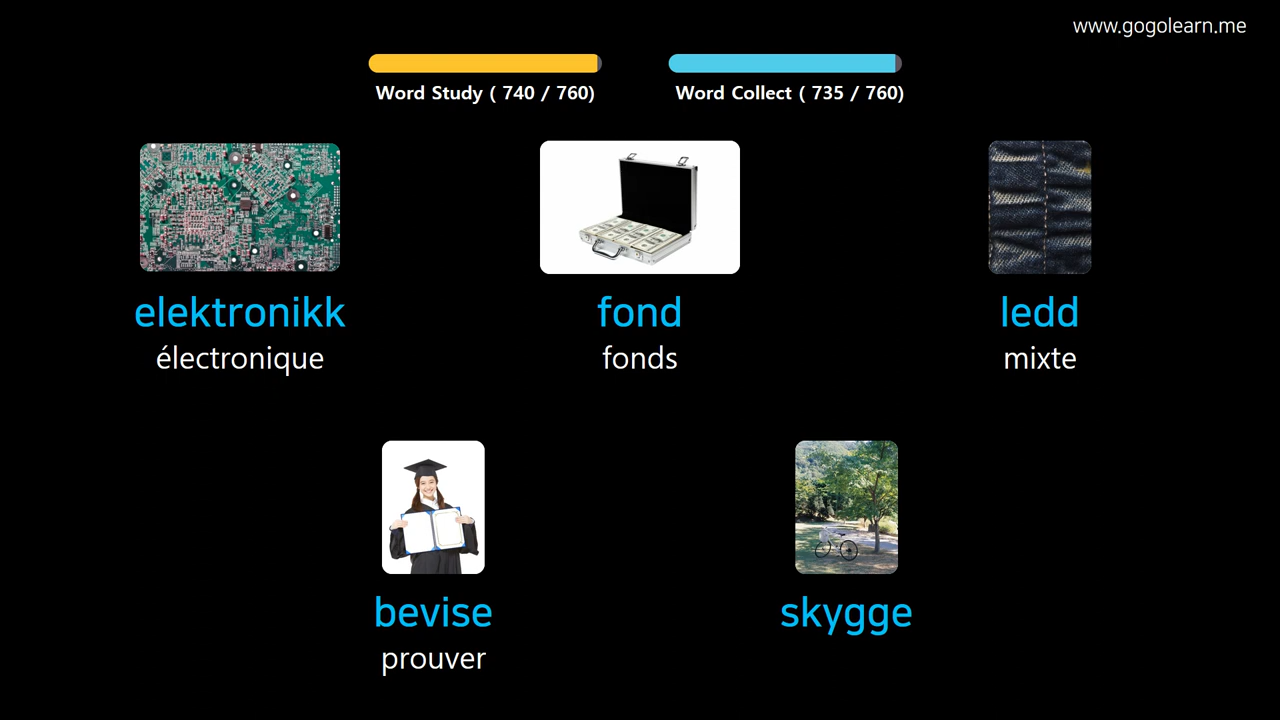 www.gogolearn.me
Word Study ( 740 / 760)
Word Collect ( 735 / 760)
elektronikk
électronique
fond
fonds
ledd
mixte
bevise
prouver
skygge